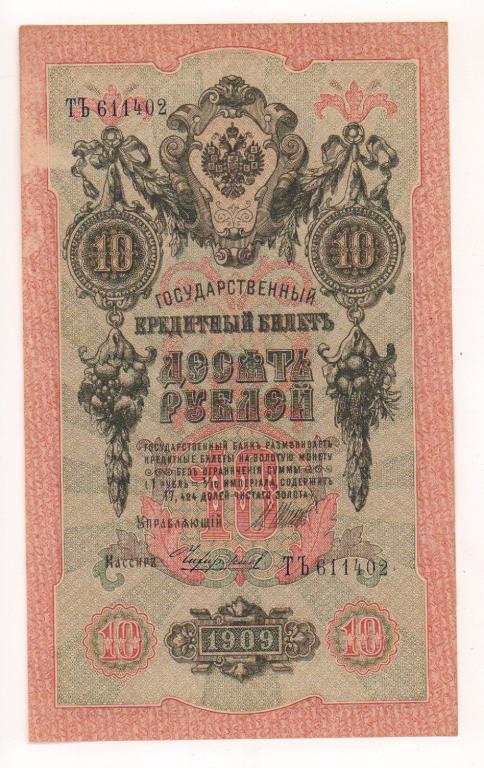 ТЪ 611402
10 10
ГОСУДАРСТВЕННЫЙ
КРЕДИТНЫЙ БИЛЕТЪ
ДЕСЯТЬ
РУБЛЕЙ
ГОСУДАРСТВЕННЫЙ БАНКЪ РАЗМѢНИВАЕТЪ
КРЕДИТНЫЕ БИЛЕТЫ НА ЗОЛОТУЮ МОНЕТУ
БЕЗЪ ОГРАНИЧЕНІЯ СУММЫ
(1 РУБЛЬ = 1/15 ИМПЕРІАЛА, СОДЕРЖИТЪ
17,424 ДОЛЕЙ ЧИСТАГО ЗОЛОТА)
10
УПРАВЛЯЮЩІЙ
КАССИРЪ
ТЪ 611402
10 1909 10